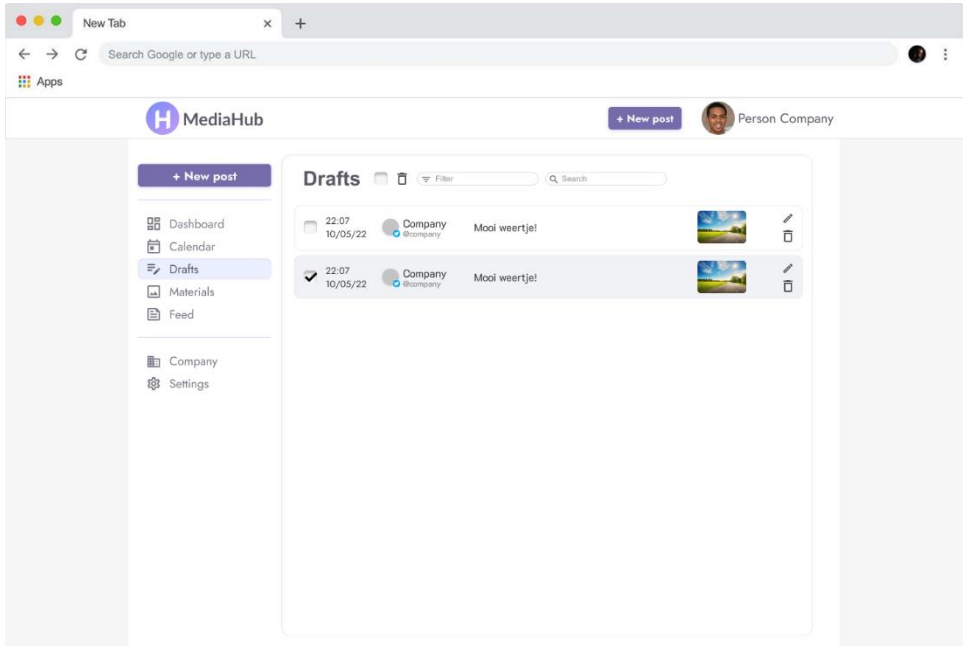 New Tab
Search Google or type a URL
Apps
H MediaHub
+ New post
Person Company
+ New post
Dashboard
Calendar
Drafts
Materials
Feed
Company
Settings
Drafts
Filter
Search
22:07
10/05/22
Company
@company
Mooi weertje!
22:07
10/05/22
Company
@company
Mooi weertje!